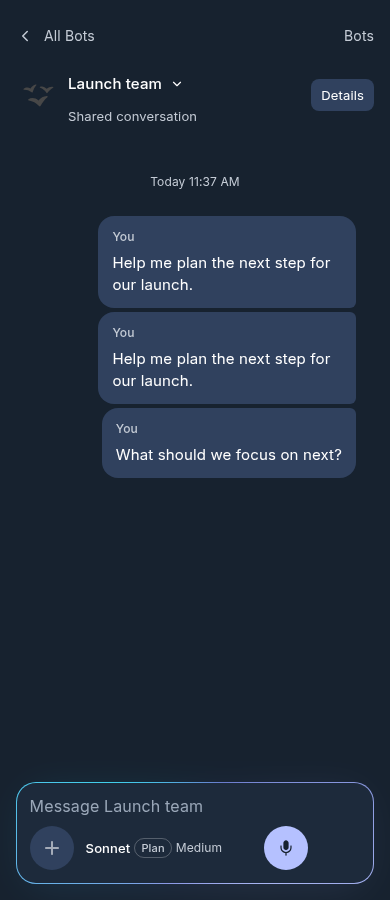 All Bots
Bots
Launch team
Details
Shared conversation
Today 11:37 AM
You
Help me plan the next step for
our launch.
You
Help me plan the next step for
our launch.
You
What should we focus on next?
Message Launch team
Sonnet Plan Medium